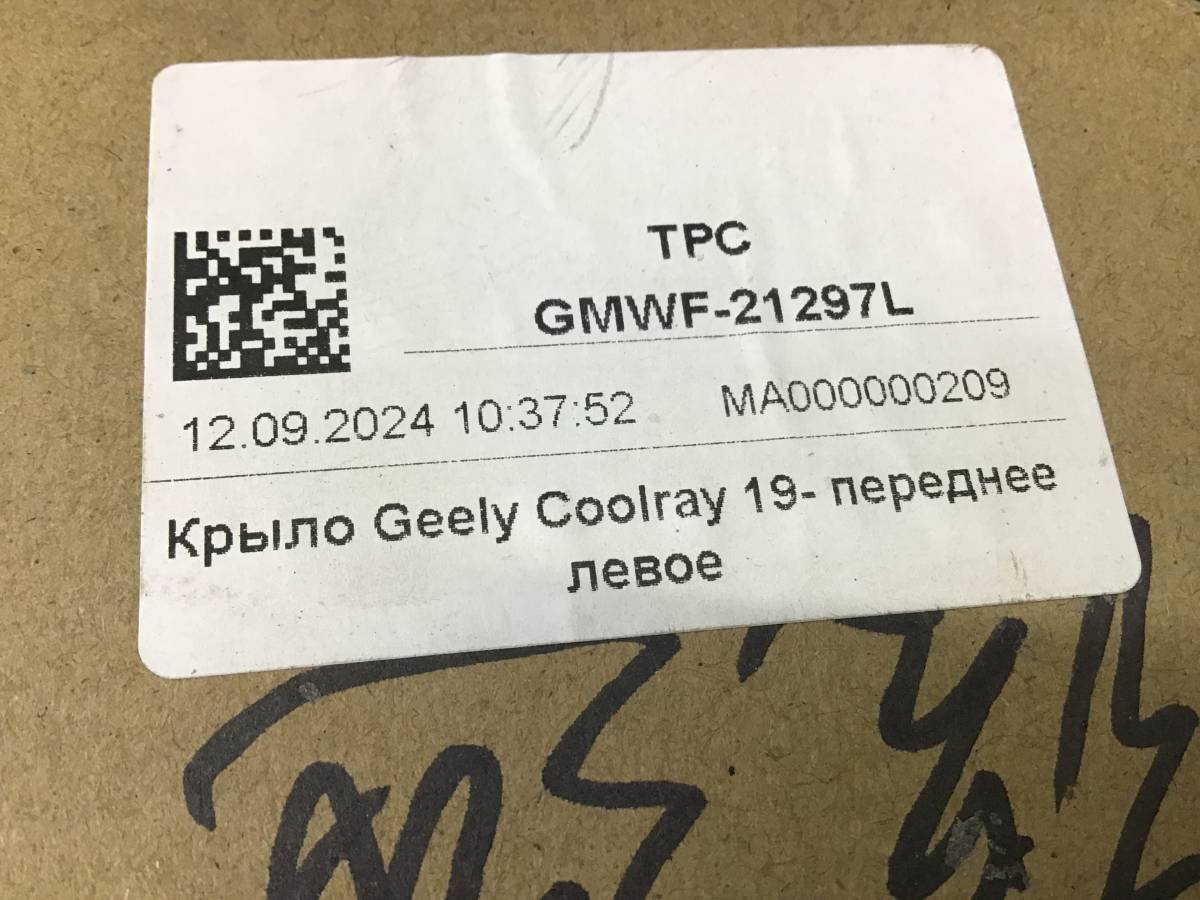 TPC
GMWF-21297L
12.09.2024 10:37:52 MA000000209
Крыло Geely Coolray 19- переднее
левое